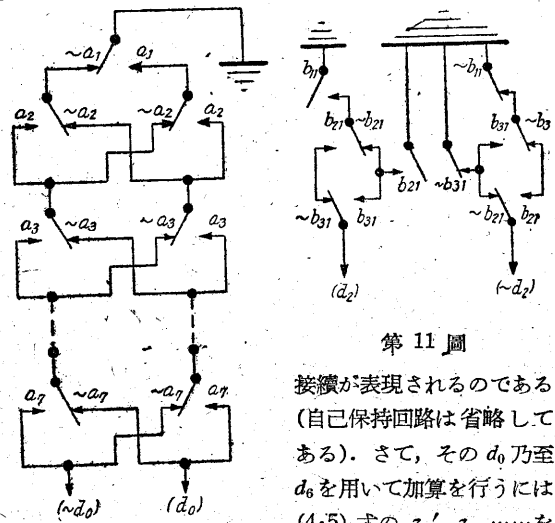 ~a₁ a₁
a₂ ~a₂ ~a₂ a₂
a₃ ~a₃ ~a₃ a₃
a₇ ~a₇ ~a₇ a₇
(~d₀) (d₀)
b₁₁ ~b₁₁
b₂₁ ~b₂₁ b₃₁
b₂₁ ~b₃₁
~b₃₁ b₃₁ ~b₂₁ b₂₁
(d₂) (~d₂)
第 11 圖
接續が表現されるのである
(自己保持回路は省略して
ある). さて, その d₀ 乃至
d₆ を用いて加算を行うには
(4·5) 式の